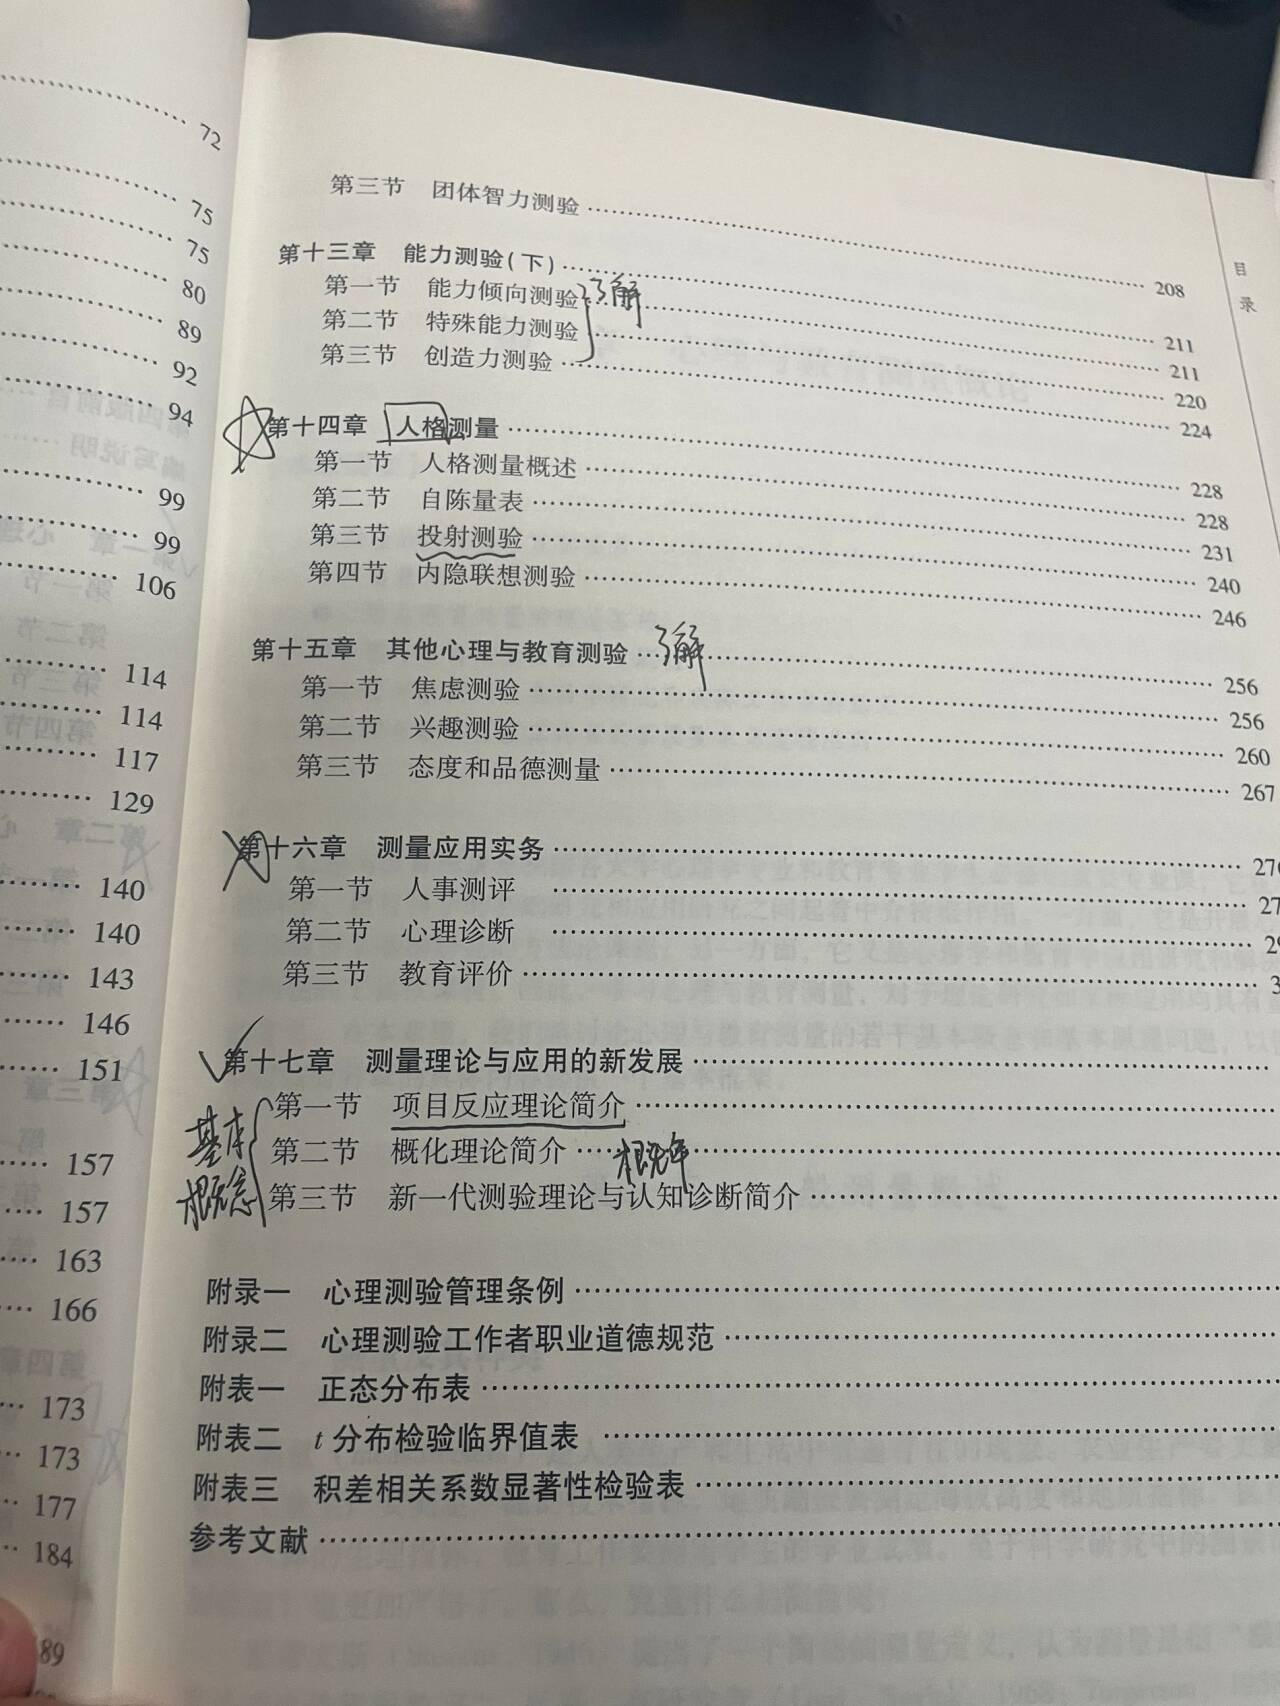 72
75
75
80
89
92
94
99
99
106
114
114
117
129
140
140
143
146
151
157
157
163
166
173
173
177
184
89
目录
第三节 团体智力测验 208
第十三章 能力测验(下) 211
第一节 能力倾向测验 211
了解
第二节 特殊能力测验 220
第三节 创造力测验 224
第十四章 人格测量 228
第一节 人格测量概述 228
第二节 自陈量表 231
第三节 投射测验 240
第四节 内隐联想测验 246
第十五章 其他心理与教育测验 了解 256
第一节 焦虑测验 256
第二节 兴趣测验 260
第三节 态度和品德测量 267
第十六章 测量应用实务
第一节 人事测评
第二节 心理诊断
第三节 教育评价
第十七章 测量理论与应用的新发展
基本概念
第一节 项目反应理论简介
第二节 概化理论简介
第三节 新一代测验理论与认知诊断简介
附录一 心理测验管理条例
附录二 心理测验工作者职业道德规范
附表一 正态分布表
附表二 t分布检验临界值表
附表三 积差相关系数显著性检验表
参考文献